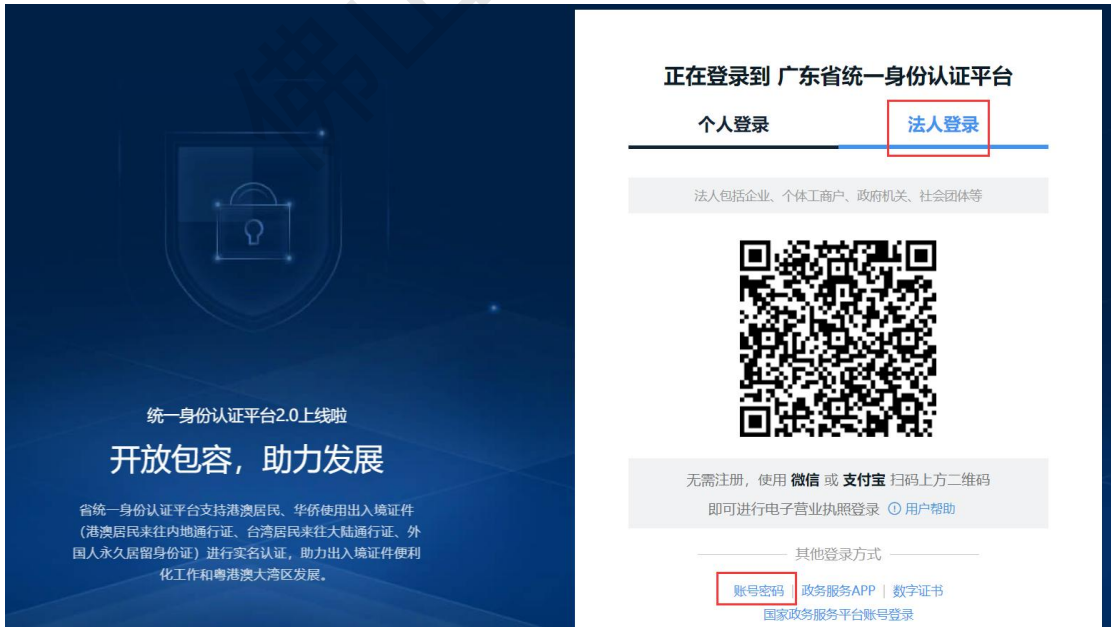 统一身份认证平台2.0上线啦
开放包容，助力发展
省统一身份认证平台支持港澳居民、华侨使用出入境证件
（港澳居民来往内地通行证、台湾居民来往大陆通行证、外
国人永久居留身份证）进行实名认证，助力出入境证件便利
化工作和粤港澳大湾区发展。
正在登录到 广东省统一身份认证平台
个人登录 法人登录
法人包括企业、个体工商户、政府机关、社会团体等
无需注册，使用 微信 或 支付宝 扫码上方二维码
即可进行电子营业执照登录 用户帮助
其他登录方式
账号密码 | 政务服务APP | 数字证书
国家政务服务平台账号登录